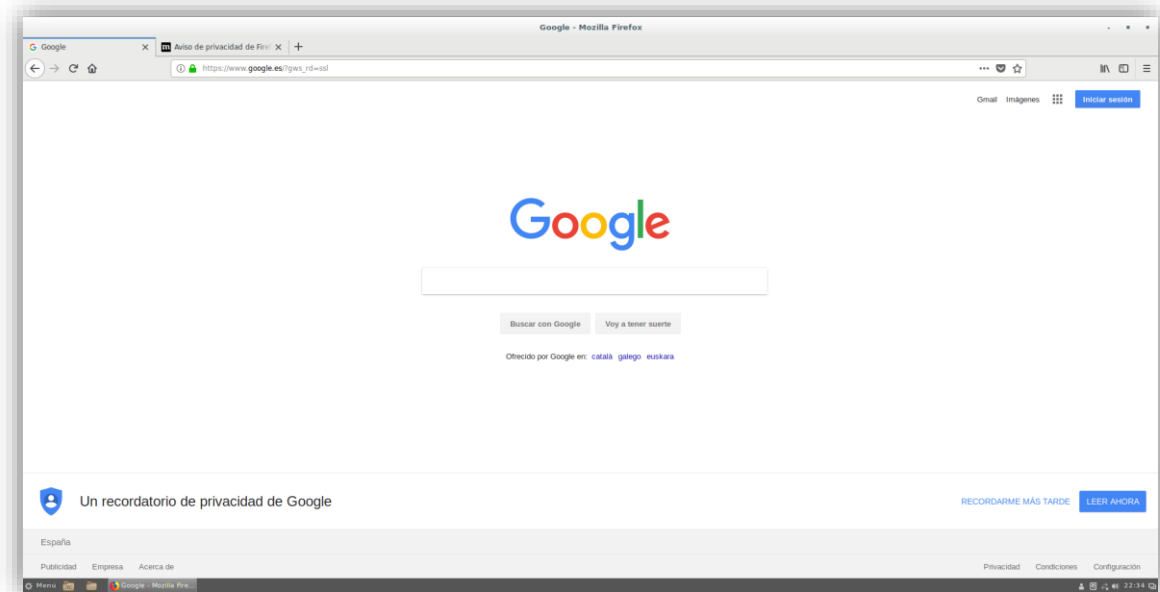 Google - Mozilla Firefox
Google
Aviso de privacidad de Fire
https://www.google.es/?gws_rd=ssl
Gmail Imágenes Iniciar sesión
Google
Buscar con Google Voy a tener suerte
Ofrecido por Google en: català galego euskara
Un recordatorio de privacidad de Google RECORDARME MÁS TARDE LEER AHORA
España
Publicidad Empresa Acerca de Privacidad Condiciones Configuración
Menú Google - Mozilla Fire... 22:34